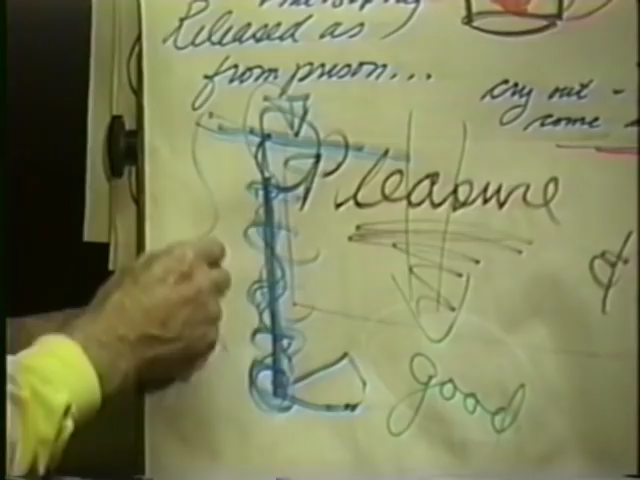 Released as
from prison...
cry out -
come
Pleasure
¢
good